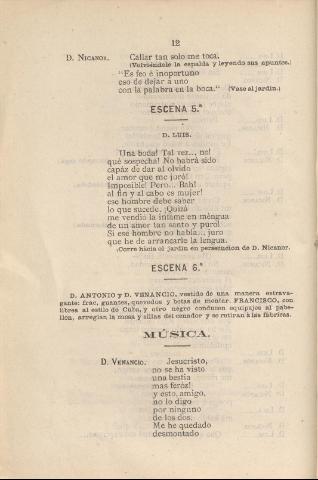 12
D. NICANOR. Callar tan solo me toca.
(Volviéndole la espalda y leyendo sus apuntes.)
"Es feo é inoportuno
eso de dejar á uno
con la palabra en la boca." (Vase al jardín.)
ESCENA 5.ª
D. LUIS.
Una boda! Tal vez... no!
qué sospecha! No habrá sido
capáz de dar al olvido
el amor que me juró!
Imposible! Pero... Bah!
al fin y al cabo es mujer!
ese hombre debe saber
lo que sucede. ¡Quizá
me vendió la infame en mengua
de un amor tan santo y puro!
Si ese hombre no habla... juro
que he de arrancarle la lengua.
(Corre hacia el jardín en persecución de D. Nicanor.
ESCENA 6.ª
D. ANTONIO y D. VENANCIO, vestido de una manera estrava-
gante: frac, guantes, quevedos y botas de montar. FRANCISCO, con
librea al estilo de Cuba, y otro negro conducen equipajes al pabe-
llon, arreglan la mesa y sillas del cenador y se retiran á las fábricas.
MÚSICA.
D. VENANCIO. Jesucristo,
no se ha visto
una bestia
mas feróz!
y esto, amigo,
no lo digo
por ninguno
de los dos.
Me he quedado
desmontado